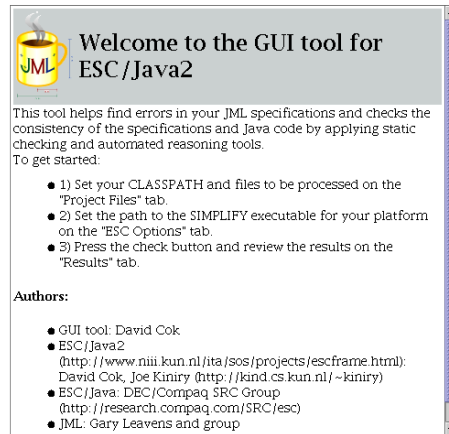 JML
Welcome to the GUI tool for
ESC/Java2
This tool helps find errors in your JML specifications and checks the
consistency of the specifications and Java code by applying static
checking and automated reasoning tools.
To get started:
1) Set your CLASSPATH and files to be processed on the
"Project Files" tab.
2) Set the path to the SIMPLIFY executable for your platform
on the "ESC Options" tab.
3) Press the check button and review the results on the
"Results" tab.
Authors:
GUI tool: David Cok
ESC/Java2
(http://www.niii.kun.nl/ita/sos/projects/escframe.html):
David Cok, Joe Kiniry (http://kind.cs.kun.nl/~kiniry)
ESC/Java: DEC/Compaq SRC Group
(http://research.compaq.com/SRC/esc)
JML: Gary Leavens and group